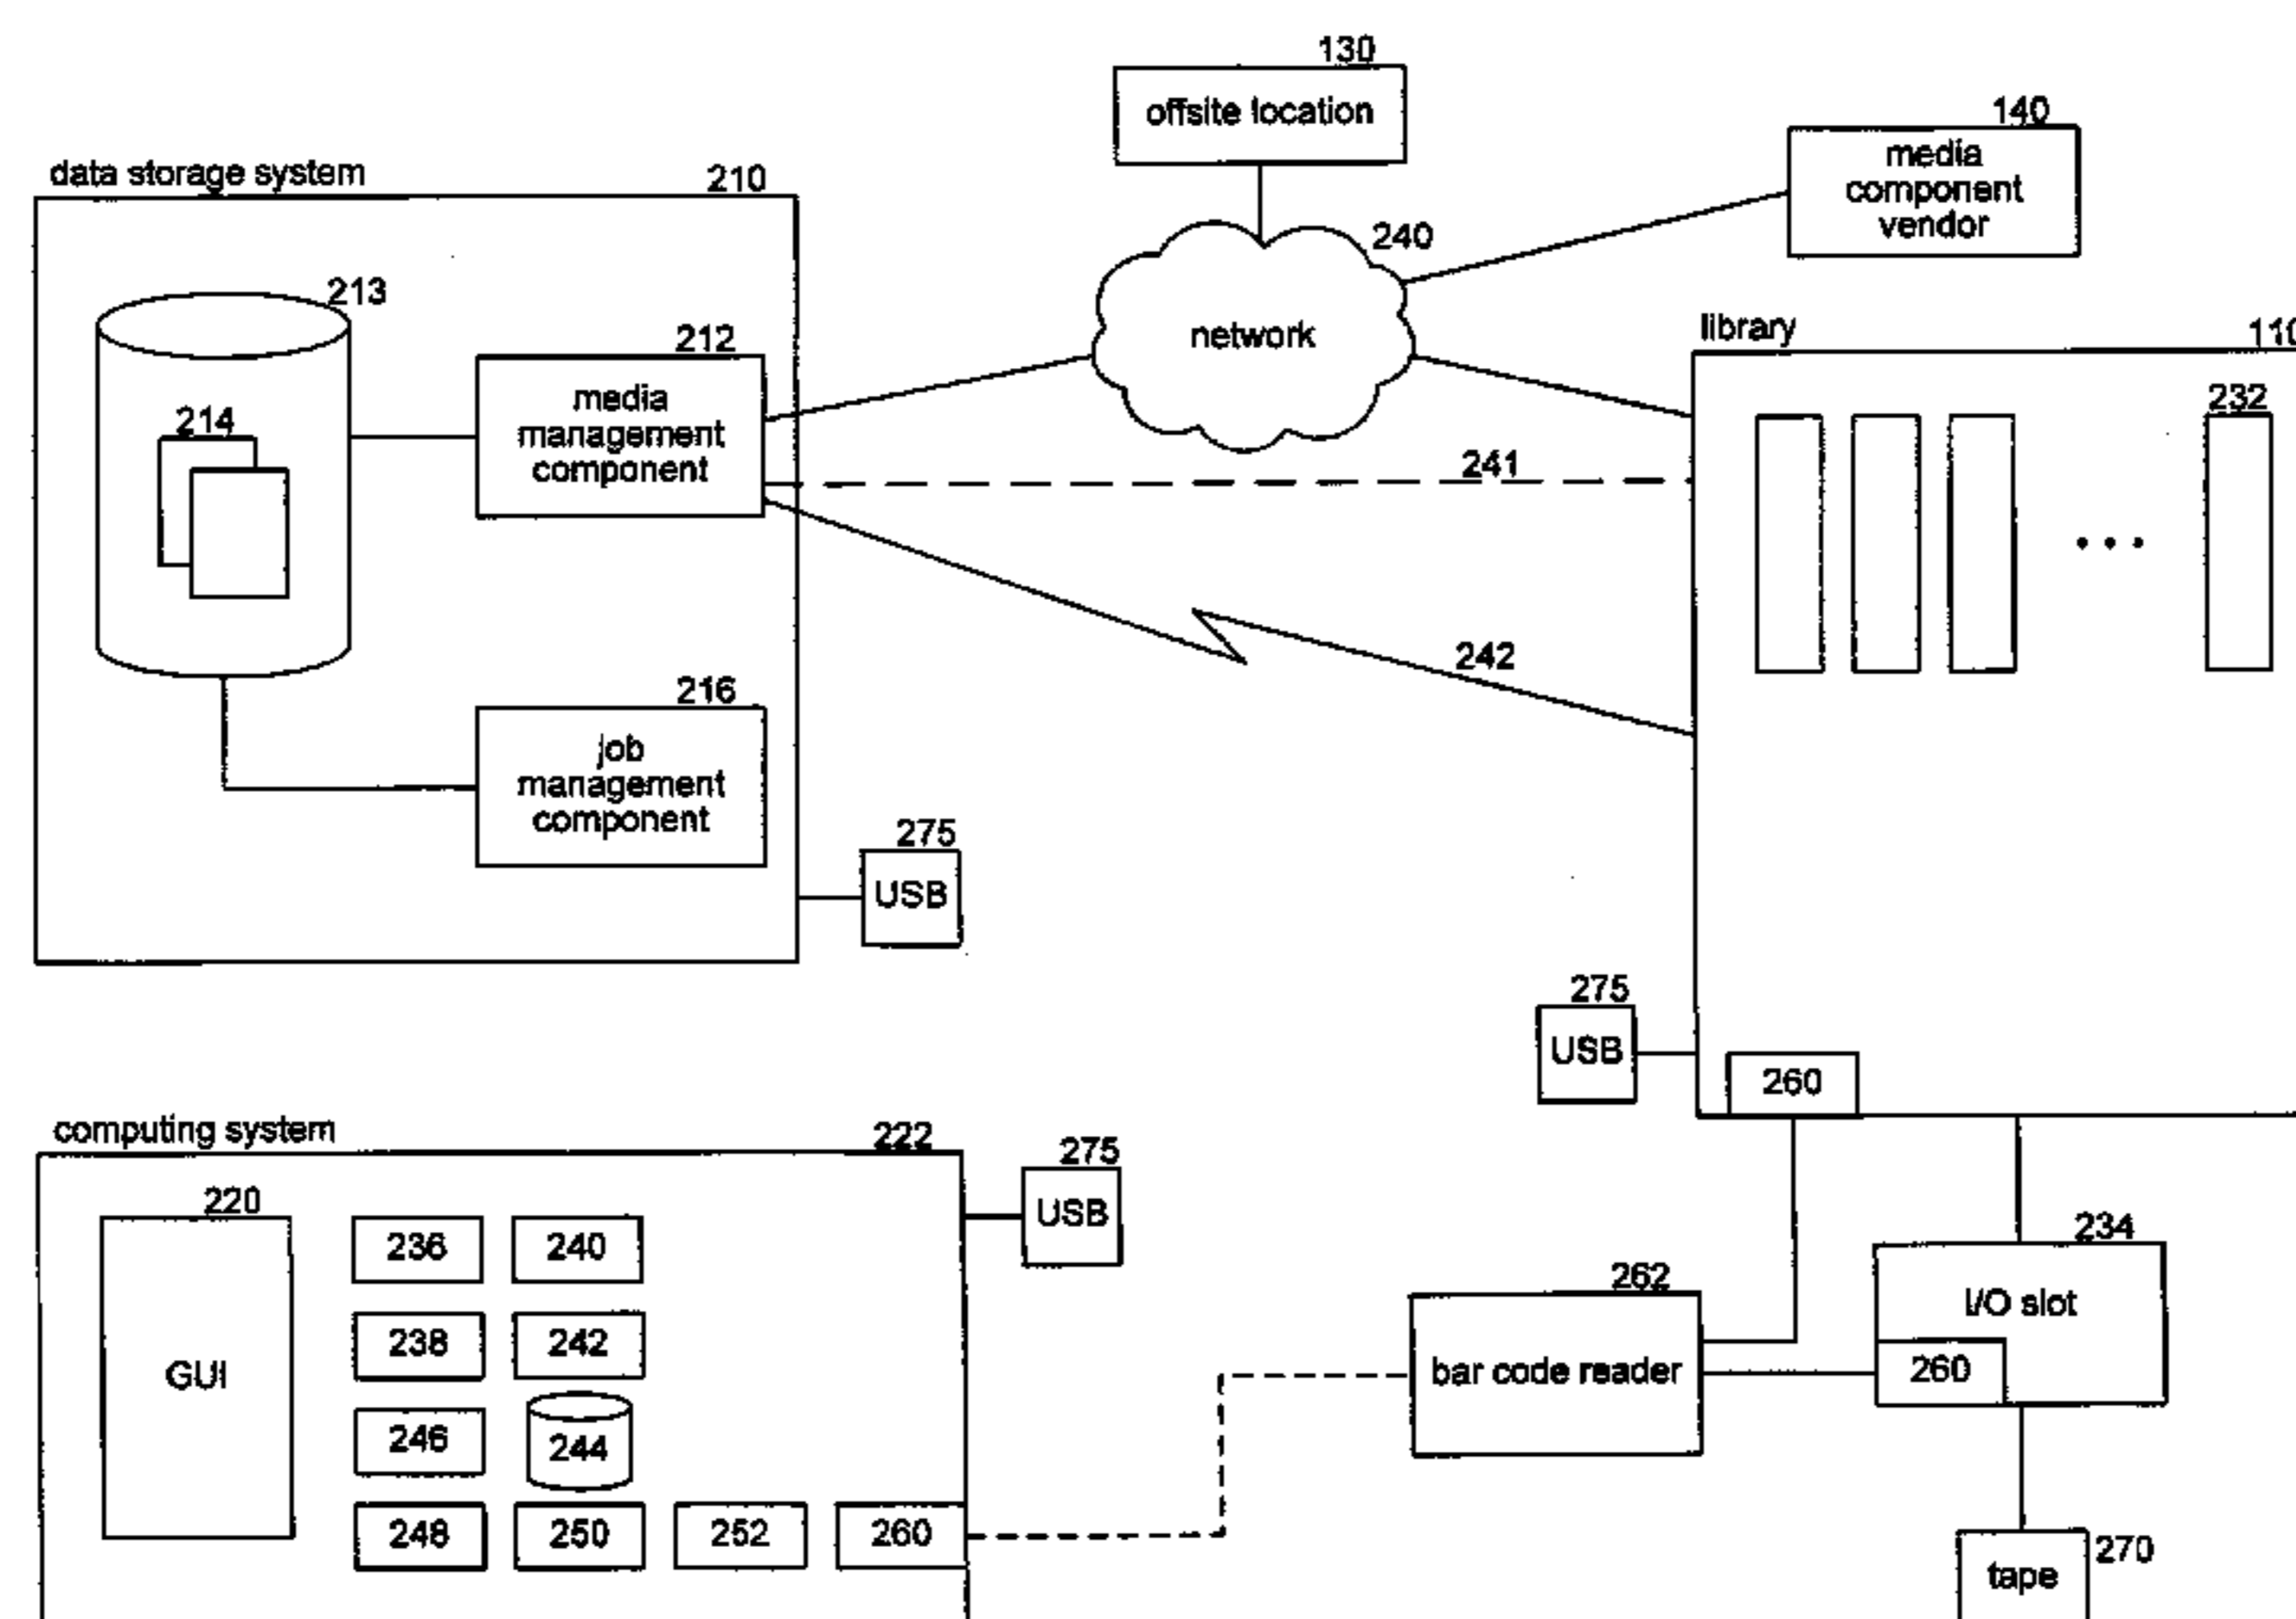 130
offsite location
140
media
component
vendor
data storage system
210
240
network
213
212
media
management
component
214
library
110
232
241
242
216
job
management
component
275
USB
275
USB
260
computing system
222
275
USB
220
GUI
236
240
238
242
246
244
248
250
252
260
262
bar code reader
234
I/O slot
260
270
tape